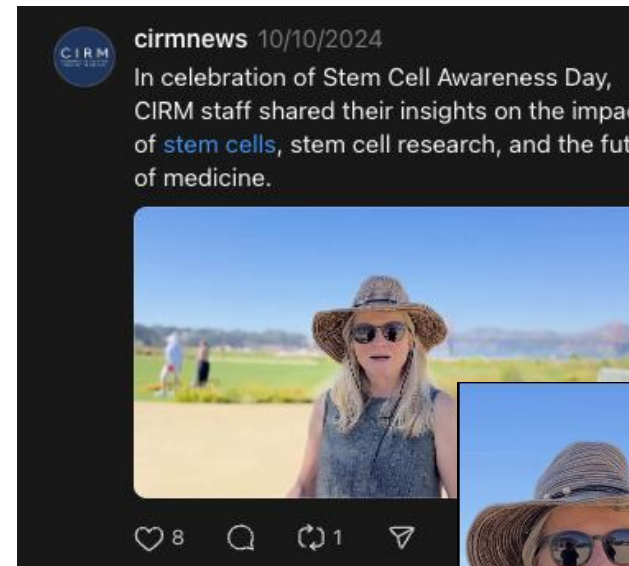 CIRM
cirmnews 10/10/2024
In celebration of Stem Cell Awareness Day,
CIRM staff shared their insights on the impa
of stem cells, stem cell research, and the fut
of medicine.
8
1